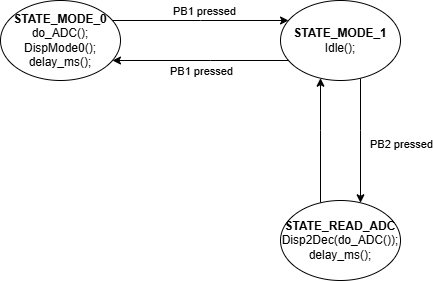 PB1 pressed
STATE_MODE_0
do_ADC();
DispMode0();
delay_ms();
STATE_MODE_1
Idle();
PB1 pressed
PB2 pressed
STATE_READ_ADC
Disp2Dec(do_ADC());
delay_ms();